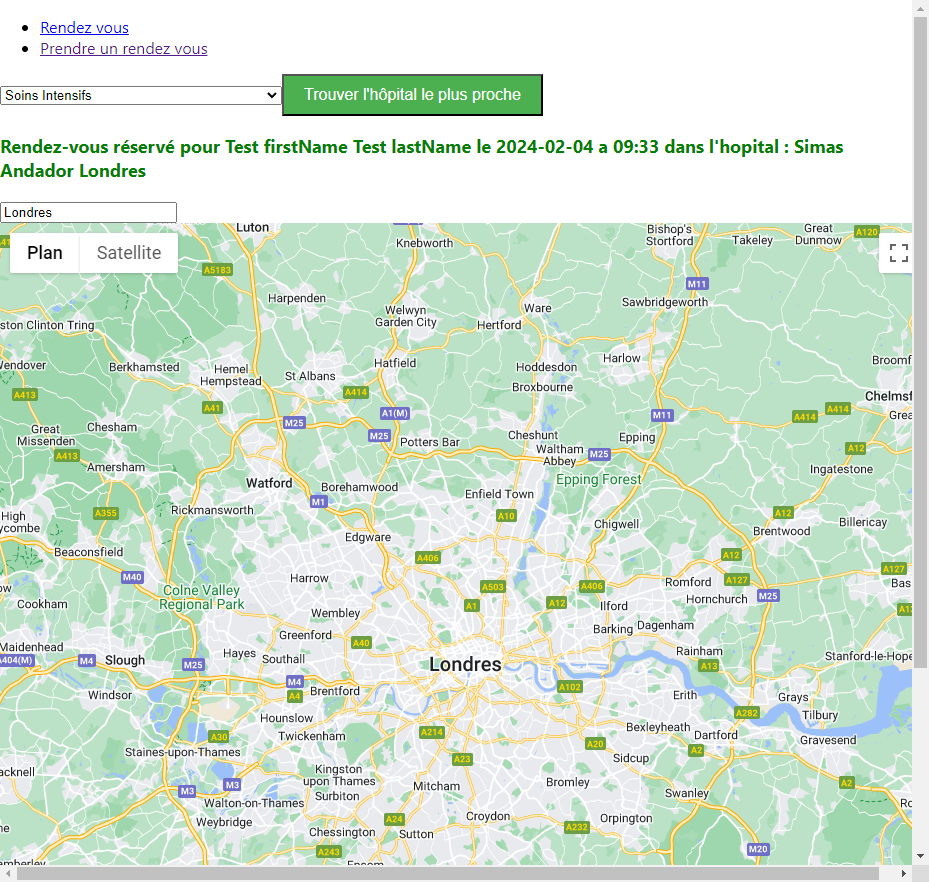 Rendez vous
Prendre un rendez vous
Soins Intensifs
Trouver l'hôpital le plus proche
Rendez-vous réservé pour Test firstName Test lastName le 2024-02-04 a 09:33 dans l'hopital : Simas
Andador Londres
Londres
Plan Satellite
Luton
Knebworth
Bishop's
Stortford
Takeley
Great
Dunmow
A120
A5183
M11
Harpenden
Welwyn
Garden City
Ware
Sawbridgeworth
Hertford
ston Clinton Tring
Berkhamsted
Hemel
Hempstead
St Albans
Hatfield
Hoddesdon
Broxbourne
Harlow
A413
A41
A414
A1(M)
M25
M25
M11
A414
A414
Great
Missenden
Chesham
Potters Bar
Cheshunt
Waltham
Abbey
M25
Epping
A12
A413
Amersham
Ingatestone
Watford
Borehamwood
Enfield Town
Epping Forest
M1
A355
Rickmansworth
A10
Chigwell
A12
Brentwood
Billericay
High
Edgware
Beaconsfield
A406
A12
M40
Harrow
A503
A406
Romford
A127
A127
Colne Valley
Regional Park
Cookham
A1
A12
Ilford
Hornchurch
M25
Wembley
Greenford
A40
Barking
Dagenham
Maidenhead
A404(M)
M4
Slough
M25
Hayes
Southall
Londres
Rainham
A13
Stanford-le-Hope
M4
A4
Brentford
A102
Windsor
Erith
Grays
Hounslow
A282
Tilbury
A30
Twickenham
A214
Bexleyheath
Dartford
Gravesend
Staines-upon-Thames
A20
A2
A23
Sidcup
Kingston
upon Thames
Surbiton
Mitcham
Bromley
Swanley
A2
M3
M3
Walton-on-Thames
Weybridge
A24
Croydon
Orpington
Chessington
Sutton
A232
A243
M20